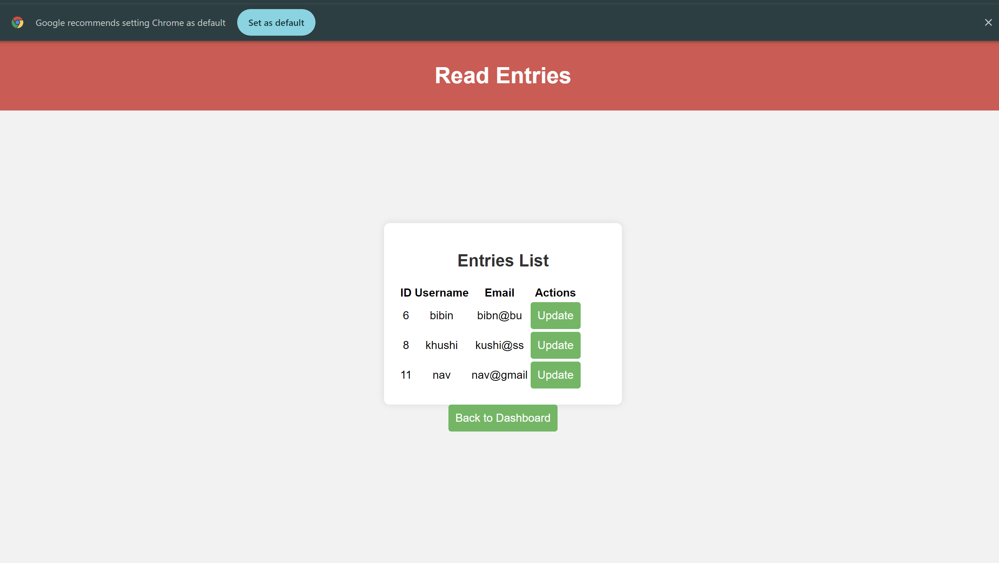 Google recommends setting Chrome as default Set as default
Read Entries
Entries List
ID Username Email Actions
6 bibin bibn@bu Update
8 khushi kushi@ss Update
11 nav nav@gmail Update
Back to Dashboard